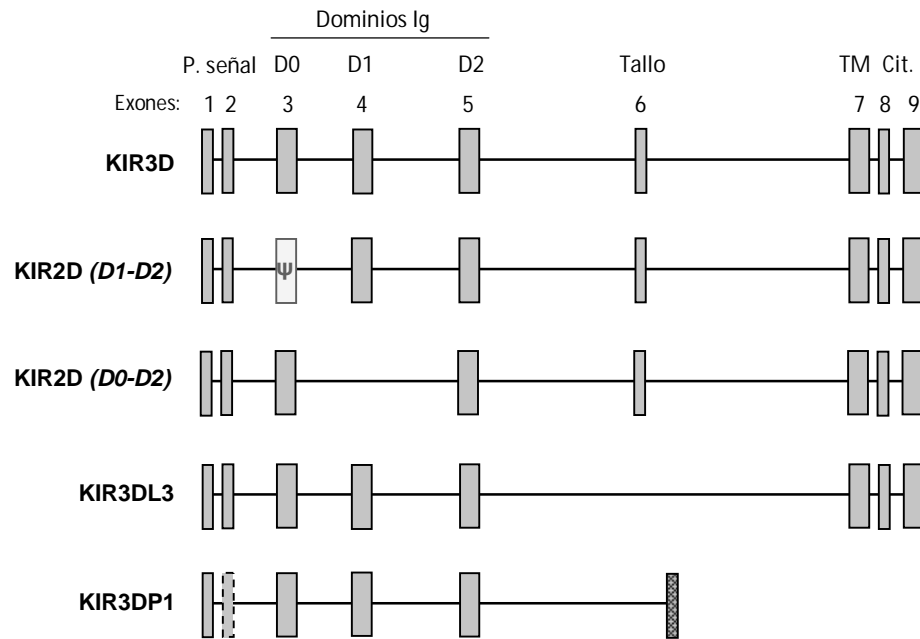 Dominios Ig
P. señal D0 D1 D2 Tallo TM Cit.
Exones: 1 2 3 4 5 6 7 8 9
KIR3D
KIR2D (D1-D2) Ψ
KIR2D (D0-D2)
KIR3DL3
KIR3DP1